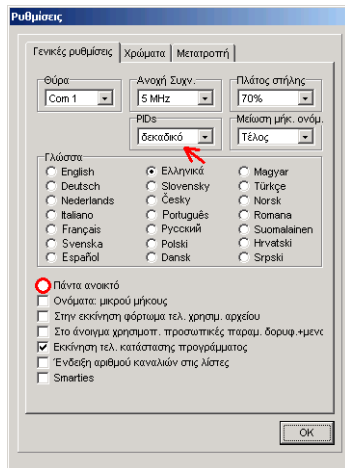 Ρυθμίσεις
Γενικές ρυθμίσεις Χρώματα Μετατροπή
Θύρα Ανοχή Συχν. Πλάτος στήλης
Com 1 5 MHz 70%
PIDs Μείωση μήκ. ονόμ.
δεκαδικό Τέλος
Γλώσσα
English Ελληνικά Magyar
Deutsch Slovensky Türkçe
Nederlands Česky Norsk
Italiano Português Romana
Français Русский Suomalainen
Svenska Polski Hrvatski
Español Dansk Srpski
Πάντα ανοικτό
Ονόματα: μικρού μήκους
Στην εκκίνηση φόρτωμα τελ. χρησιμ. αρχείου
Στο άνοιγμα χρησιμοπ. προσωπικές παραμ. δορυφ.+μενο
Εκκίνηση τελ. κατάστασης προγράμματος
Ένδειξη αριθμού καναλιών στις λίστες
Smarties
OK